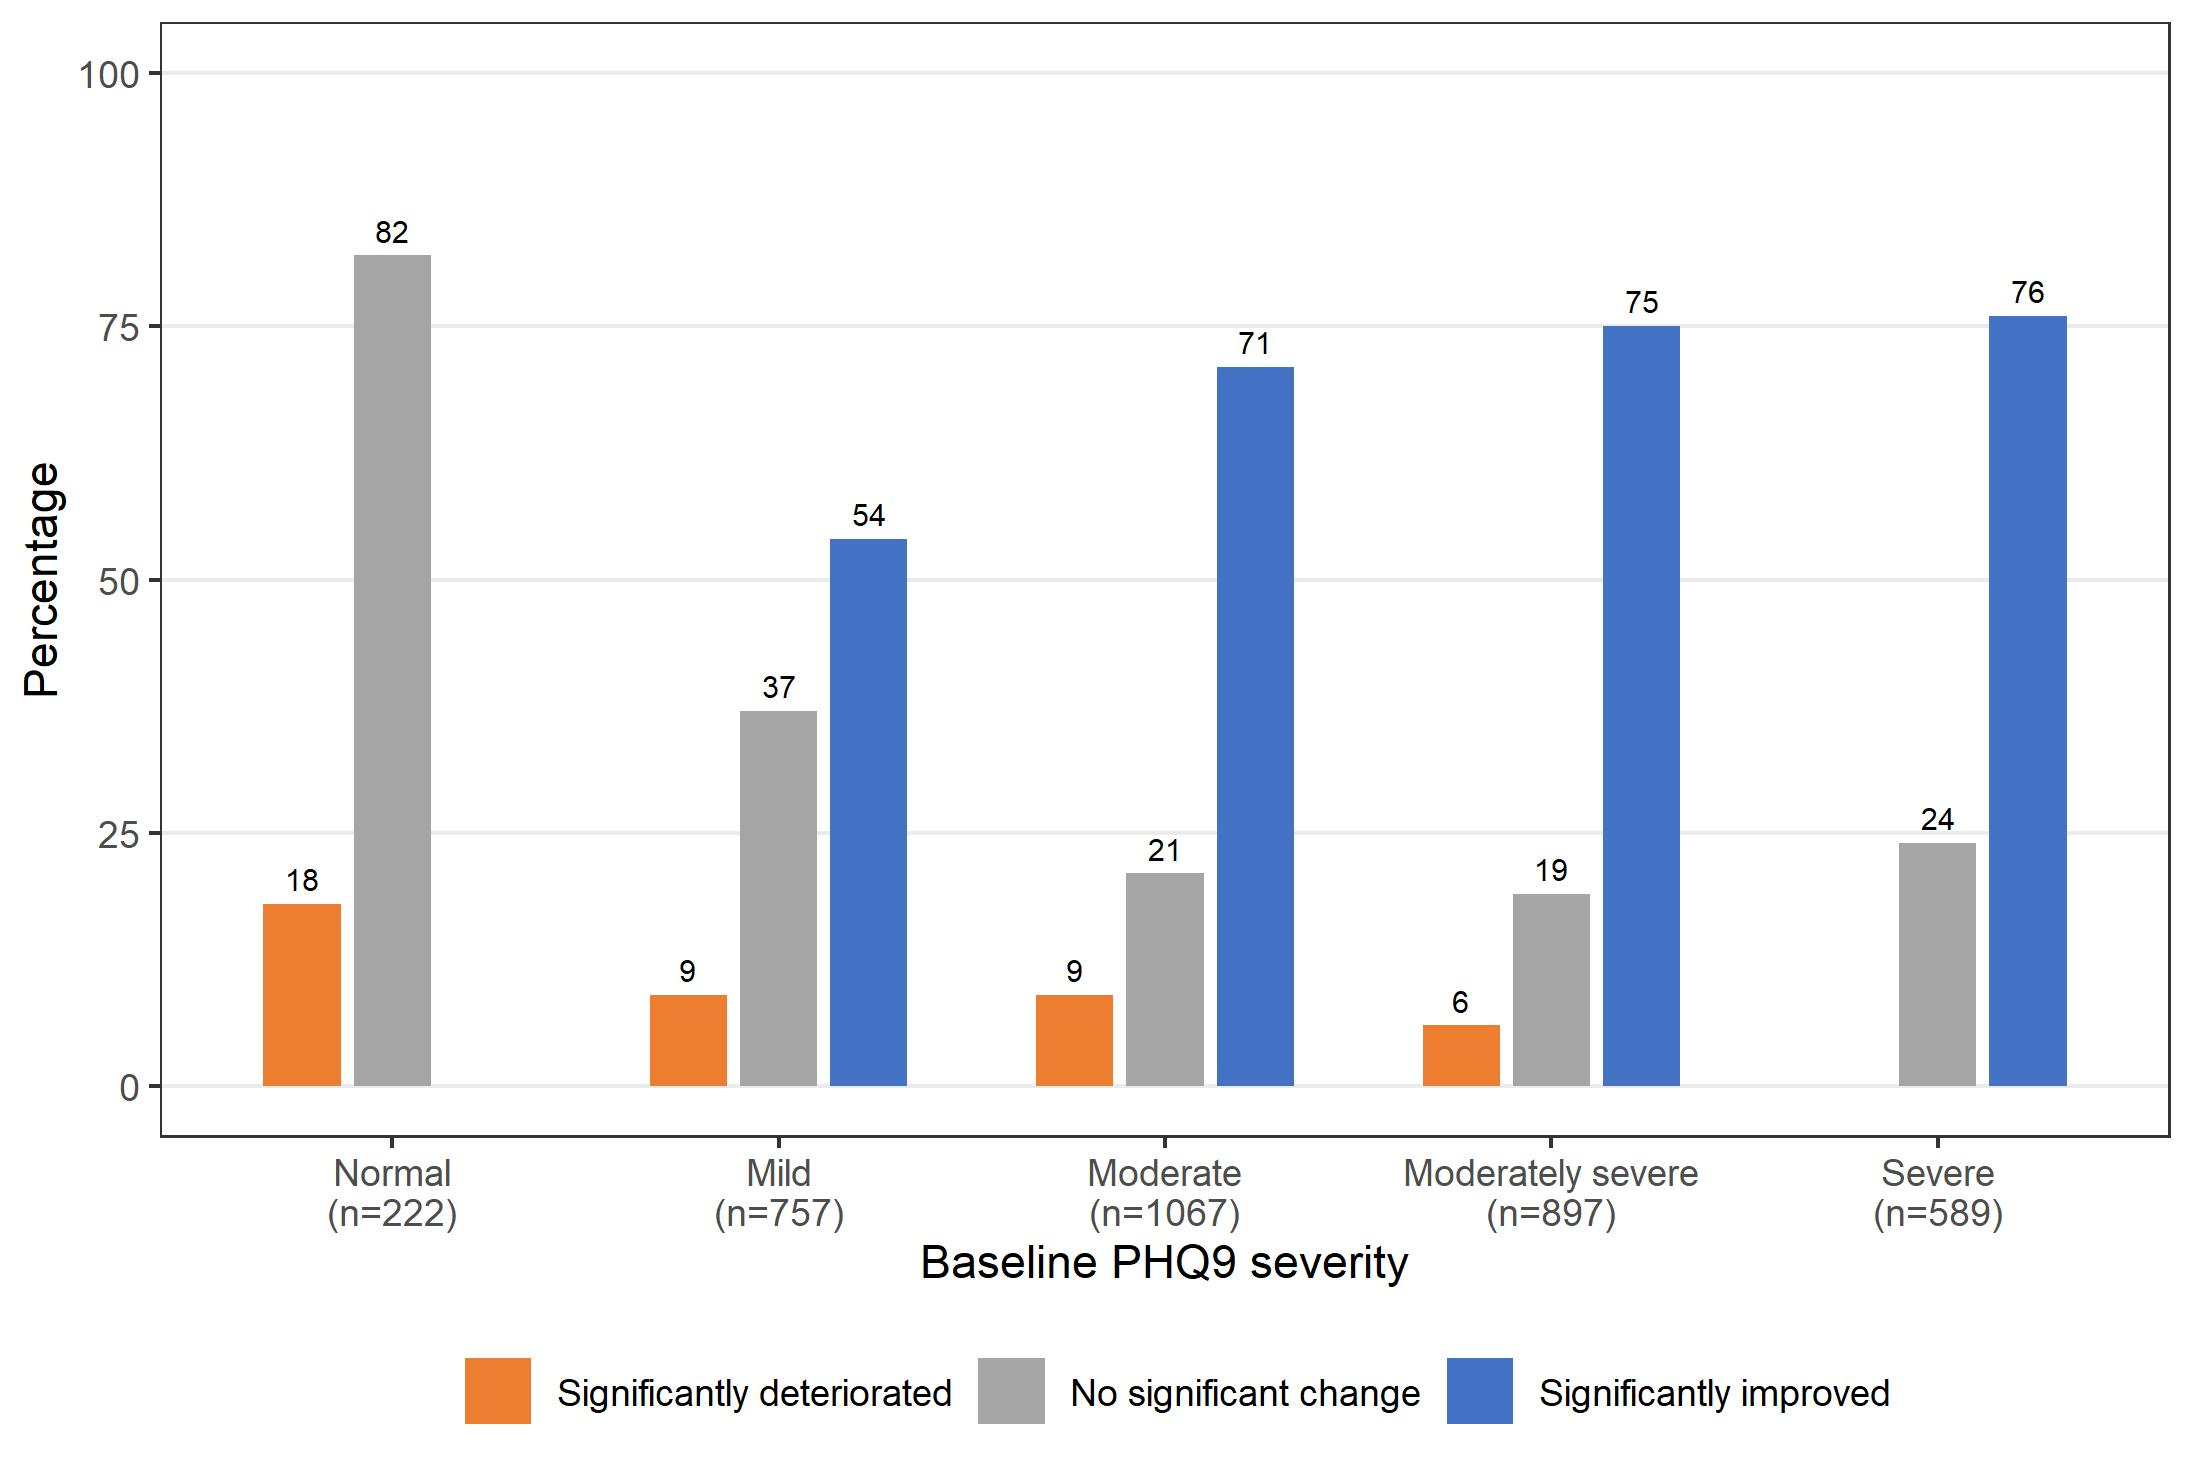 Percentage
100
75
50
25
0
18
82
9
37
54
9
21
71
6
19
75
24
76
Normal
(n=222)
Mild
(n=757)
Moderate
(n=1067)
Moderately severe
(n=897)
Severe
(n=589)
Baseline PHQ9 severity
Significantly deteriorated
No significant change
Significantly improved